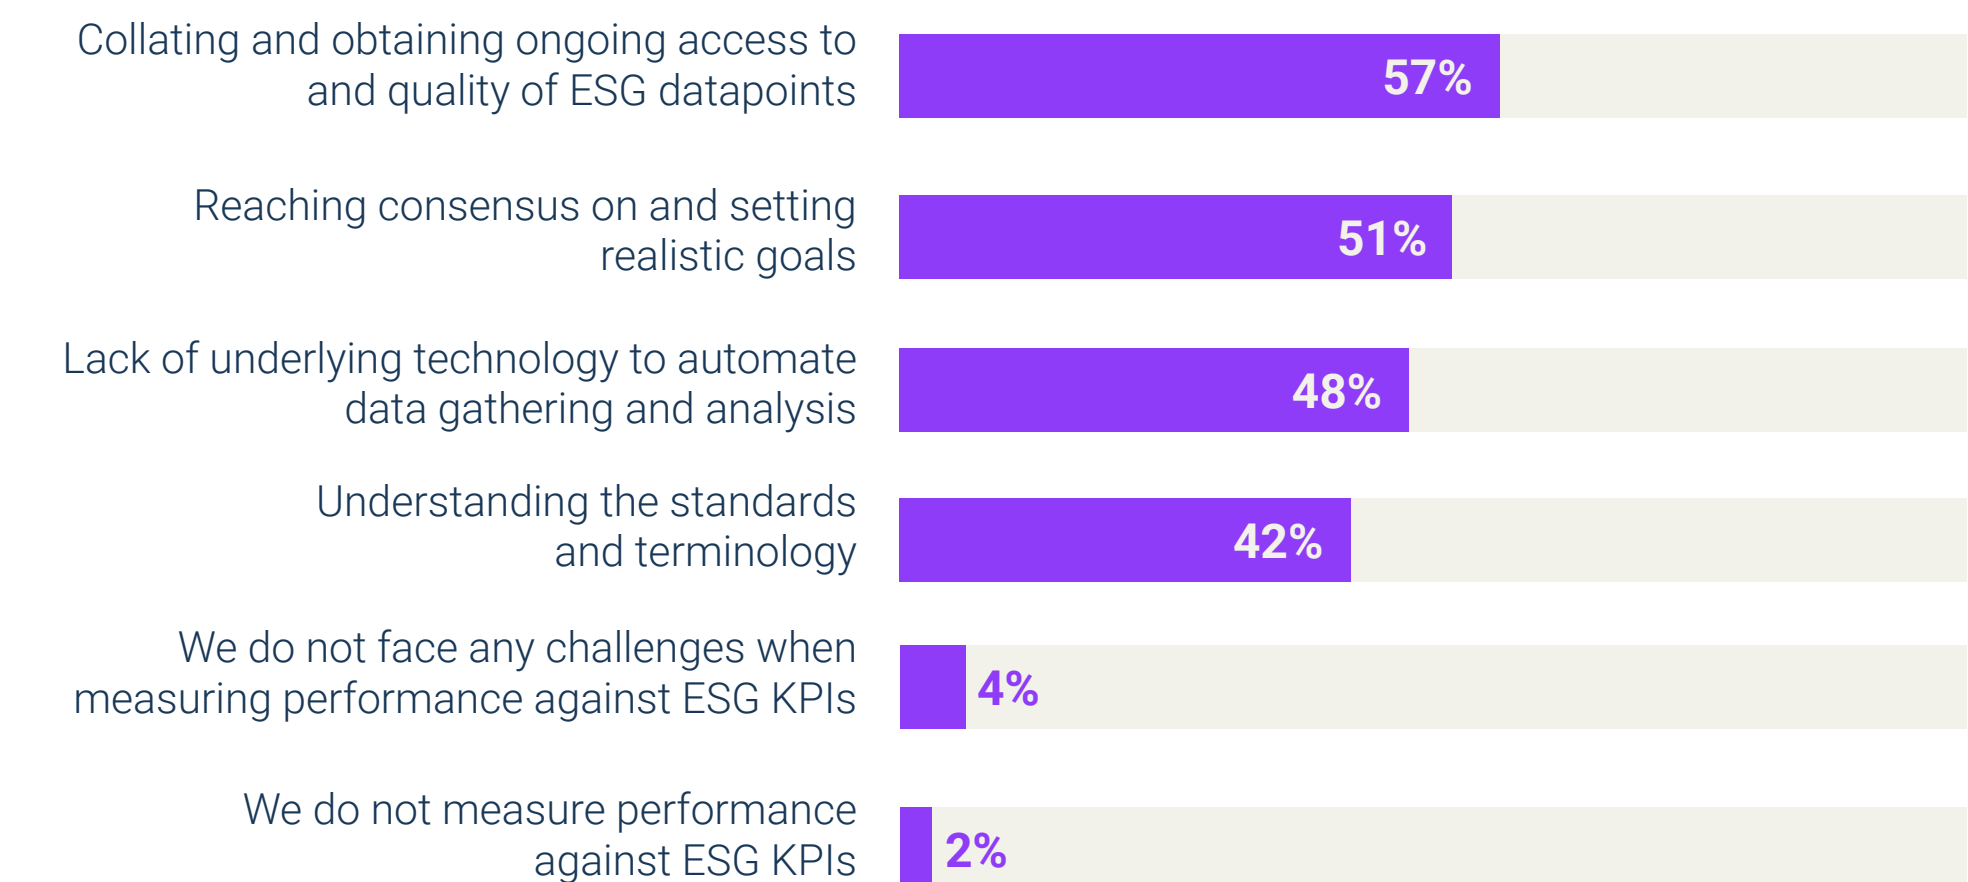 Collating and obtaining ongoing access to
and quality of ESG datapoints
57%
Reaching consensus on and setting
realistic goals
51%
Lack of underlying technology to automate
data gathering and analysis
48%
Understanding the standards
and terminology
42%
We do not face any challenges when
measuring performance against ESG KPIs
4%
We do not measure performance
against ESG KPIs
2%